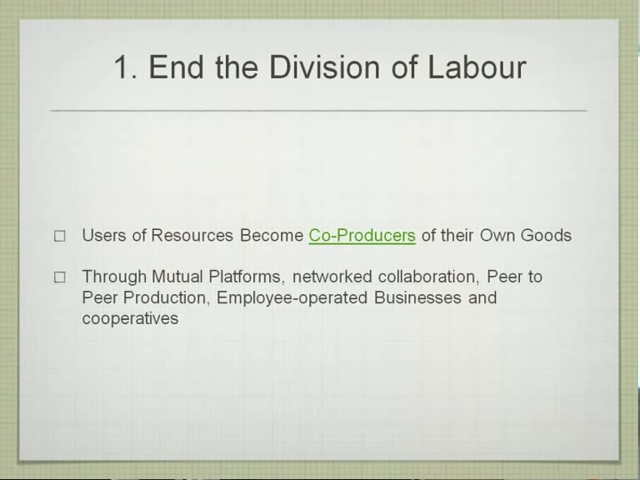 1. End the Division of Labour
Users of Resources Become Co-Producers of their Own Goods
Through Mutual Platforms, networked collaboration, Peer to
Peer Production, Employee-operated Businesses and
cooperatives